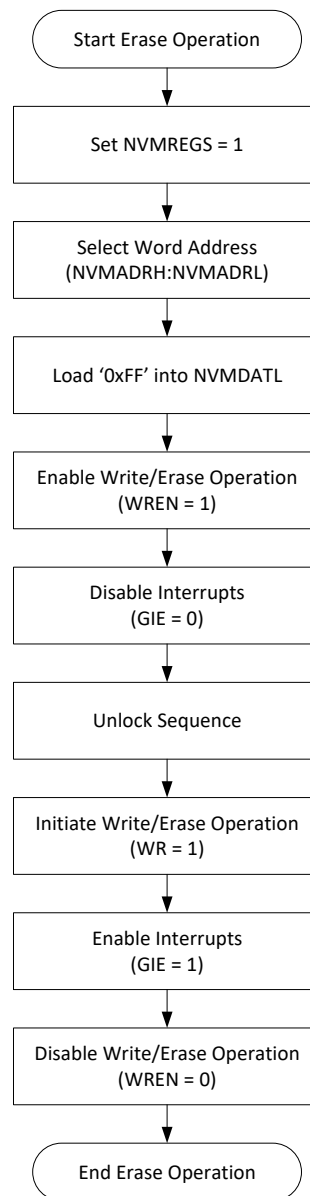 Start Erase Operation
Set NVMREGS = 1
Select Word Address
(NVMADRH:NVMADRL)
Load ‘0xFF’ into NVMDATL
Enable Write/Erase Operation
(WREN = 1)
Disable Interrupts
(GIE = 0)
Unlock Sequence
Initiate Write/Erase Operation
(WR = 1)
Enable Interrupts
(GIE = 1)
Disable Write/Erase Operation
(WREN = 0)
End Erase Operation